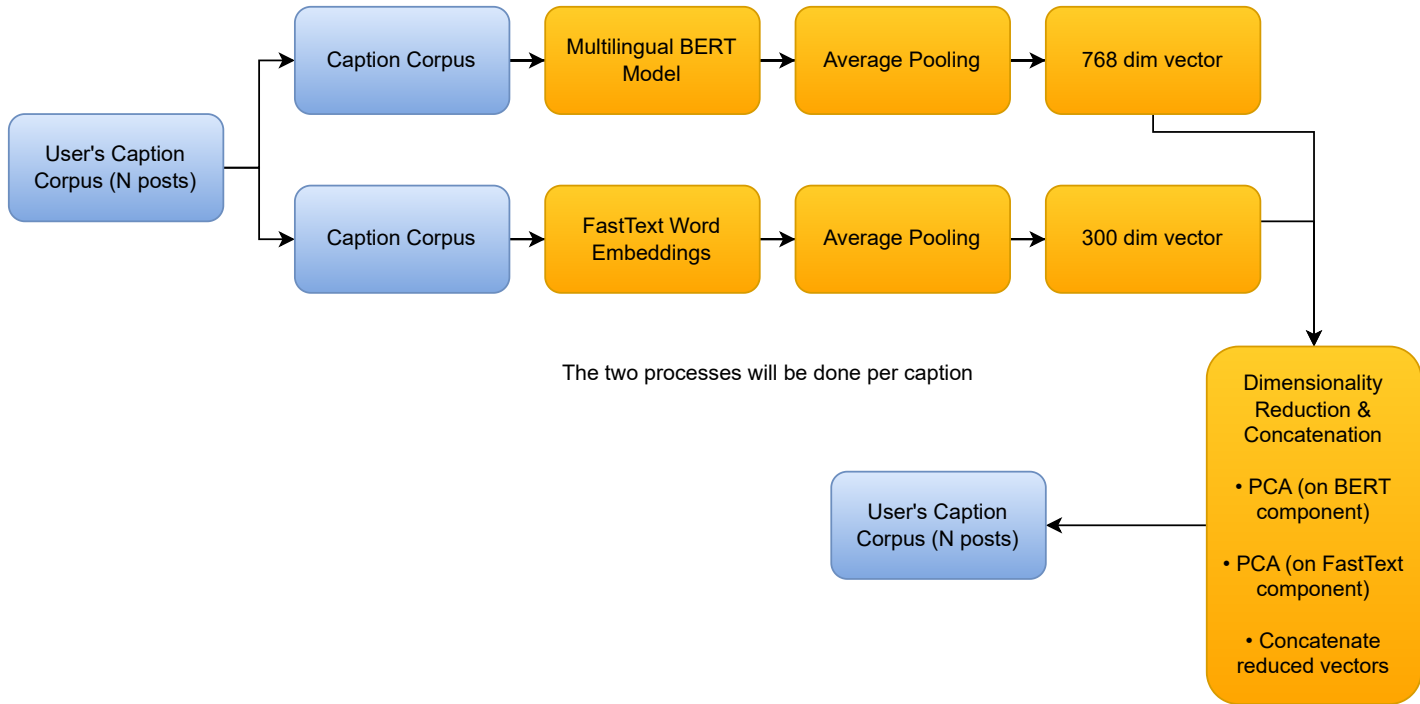 User's Caption
Corpus (N posts)
Caption Corpus
Multilingual BERT
Model
Average Pooling
768 dim vector
Caption Corpus
FastText Word
Embeddings
Average Pooling
300 dim vector
The two processes will be done per caption
Dimensionality
Reduction &
Concatenation
• PCA (on BERT
component)
• PCA (on FastText
component)
• Concatenate
reduced vectors
User's Caption
Corpus (N posts)